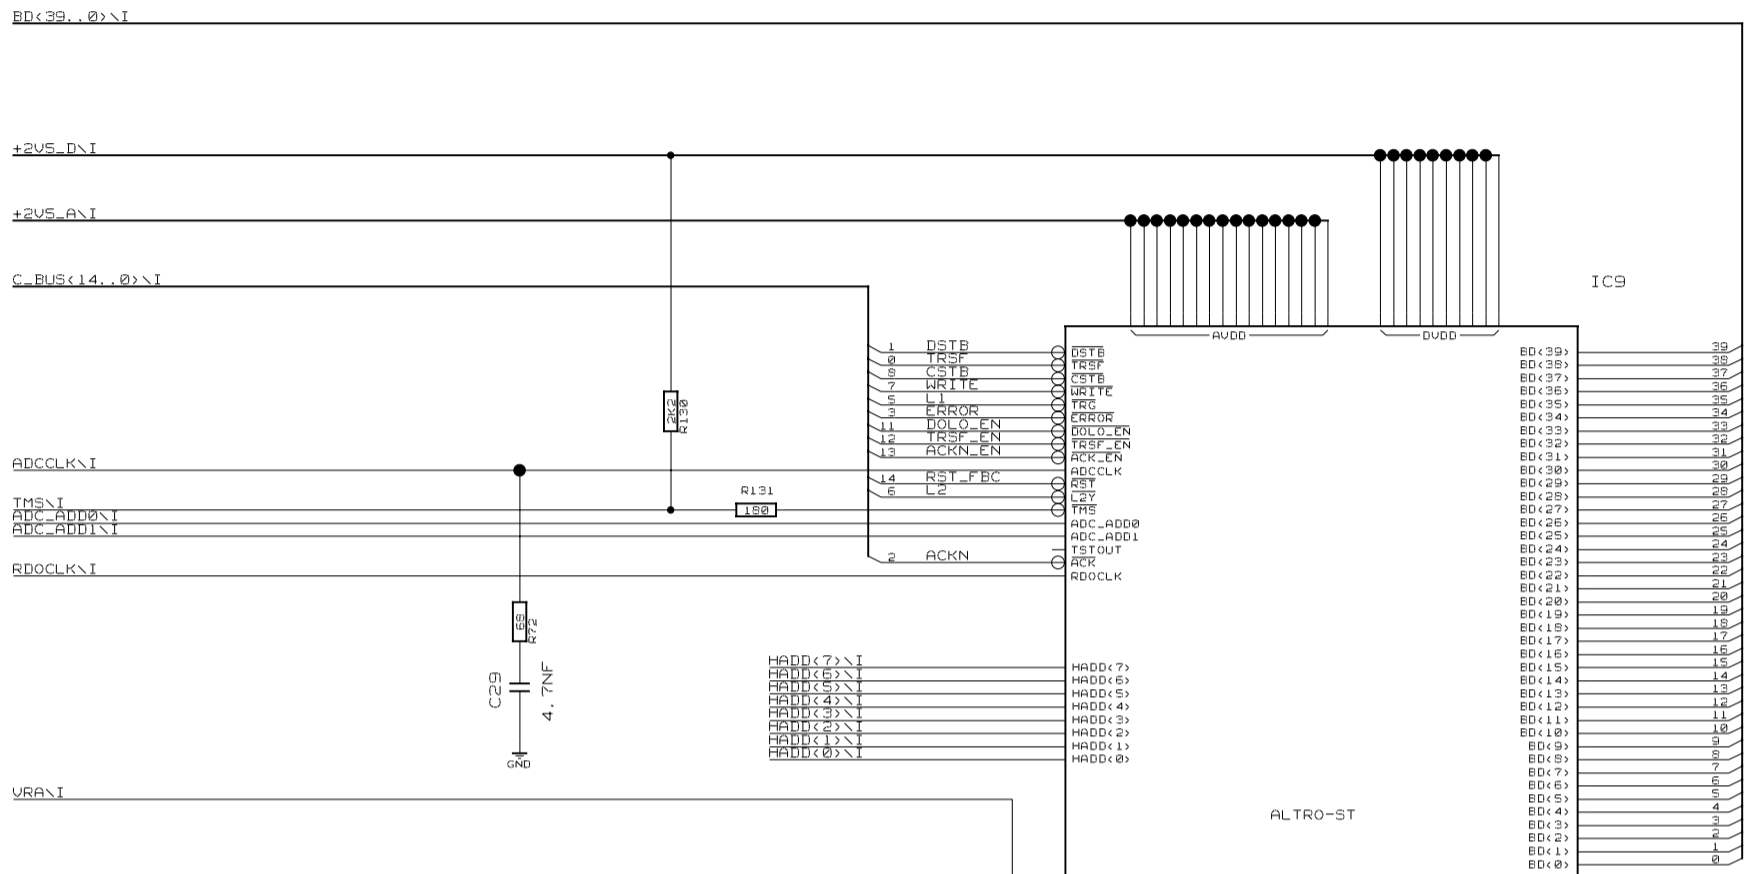 BD<39..0>\I
+2V5_D\I
+2V5_A\I
C_BUS<14..0>\I
IC9
AVDD
DVDD
1 DSTB DSTB
0 TRSF TRSF
8 CSTB CSTB
7 WRITE WRITE
5 L1 TRG
3 ERROR ERROR
11 DOLO_EN DOLO_EN
12 TRSF_EN TRSF_EN
13 ACKN_EN ACK_EN
ADCCLK\I ADCCLK
14 RST_FBC RST
6 L2 L2Y
TMS\I TMS
ADC_ADD0\I ADC_ADD0
ADC_ADD1\I ADC_ADD1
TSTOUT
2 ACKN ACK
RDOCLK\I RDOCLK
2K2
R130
R131
180
68
R72
C29
4.7NF
GND
HADD<7>\I HADD<7>
HADD<6>\I HADD<6>
HADD<5>\I HADD<5>
HADD<4>\I HADD<4>
HADD<3>\I HADD<3>
HADD<2>\I HADD<2>
HADD<1>\I HADD<1>
HADD<0>\I HADD<0>
VRA\I
ALTRO-ST
BD<39> 39
BD<38> 38
BD<37> 37
BD<36> 36
BD<35> 35
BD<34> 34
BD<33> 33
BD<32> 32
BD<31> 31
BD<30> 30
BD<29> 29
BD<28> 28
BD<27> 27
BD<26> 26
BD<25> 25
BD<24> 24
BD<23> 23
BD<22> 22
BD<21> 21
BD<20> 20
BD<19> 19
BD<18> 18
BD<17> 17
BD<16> 16
BD<15> 15
BD<14> 14
BD<13> 13
BD<12> 12
BD<11> 11
BD<10> 10
BD<9> 9
BD<8> 8
BD<7> 7
BD<6> 6
BD<5> 5
BD<4> 4
BD<3> 3
BD<2> 2
BD<1> 1
BD<0> 0